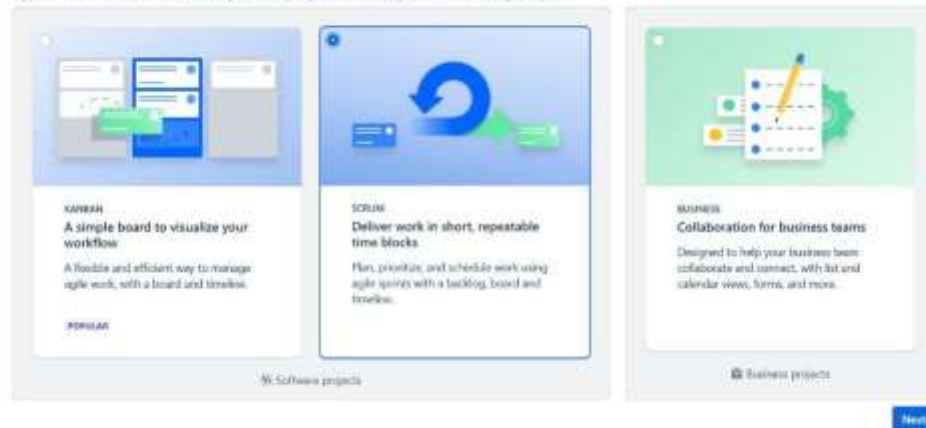 KANBAN
A simple board to visualize your
workflow
A flexible and efficient way to manage
agile work, with a board and timeline.
POPULAR
SCRUM
Deliver work in short, repeatable
time blocks
Plan, prioritize, and schedule work using
agile sprints with a backlog, board and
timeline.
Software projects
BUSINESS
Collaboration for business teams
Designed to help your business team
collaborate and connect, with list and
calendar views, forms, and more.
Business projects
Next